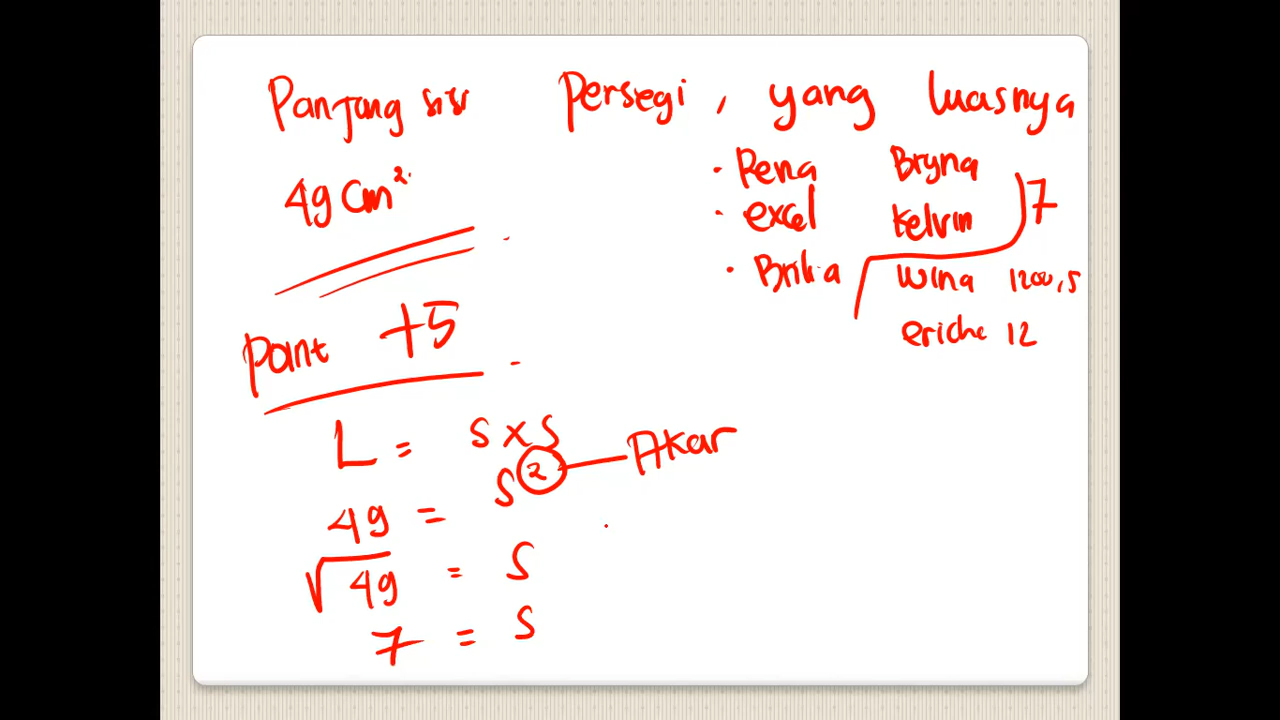 Panjang sisi Persegi, yang luasnya
49 cm²
• Rena Bryna
• excel Kelvin 7
• Brilia wina 1200,5
eriche 12
Point +5
L = s x s
49 = s² Akar
√49 = s
7 = s